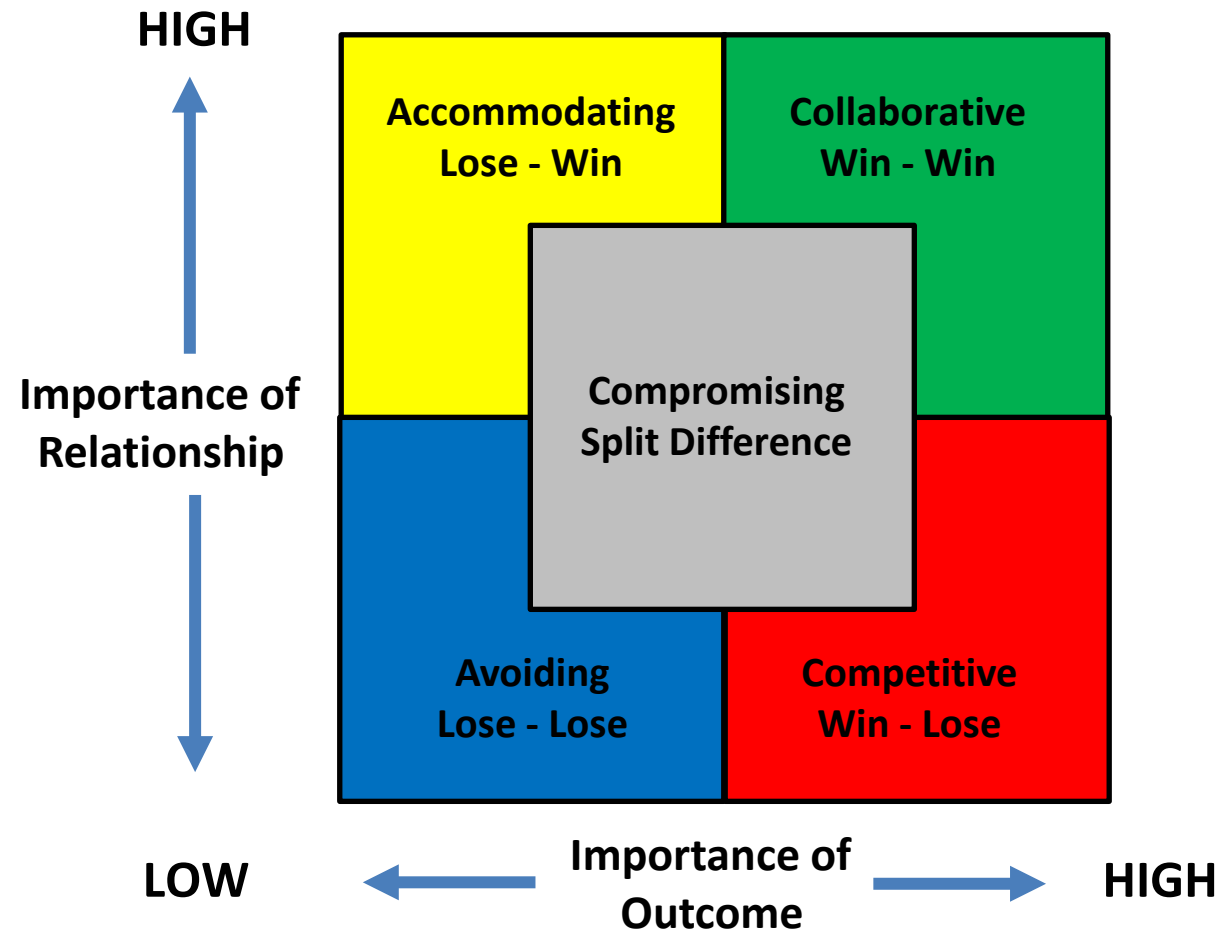 HIGH
Accommodating
Lose - Win
Collaborative
Win - Win
Importance of
Relationship
Compromising
Split Difference
Avoiding
Lose - Lose
Competitive
Win - Lose
LOW
Importance of
Outcome
HIGH